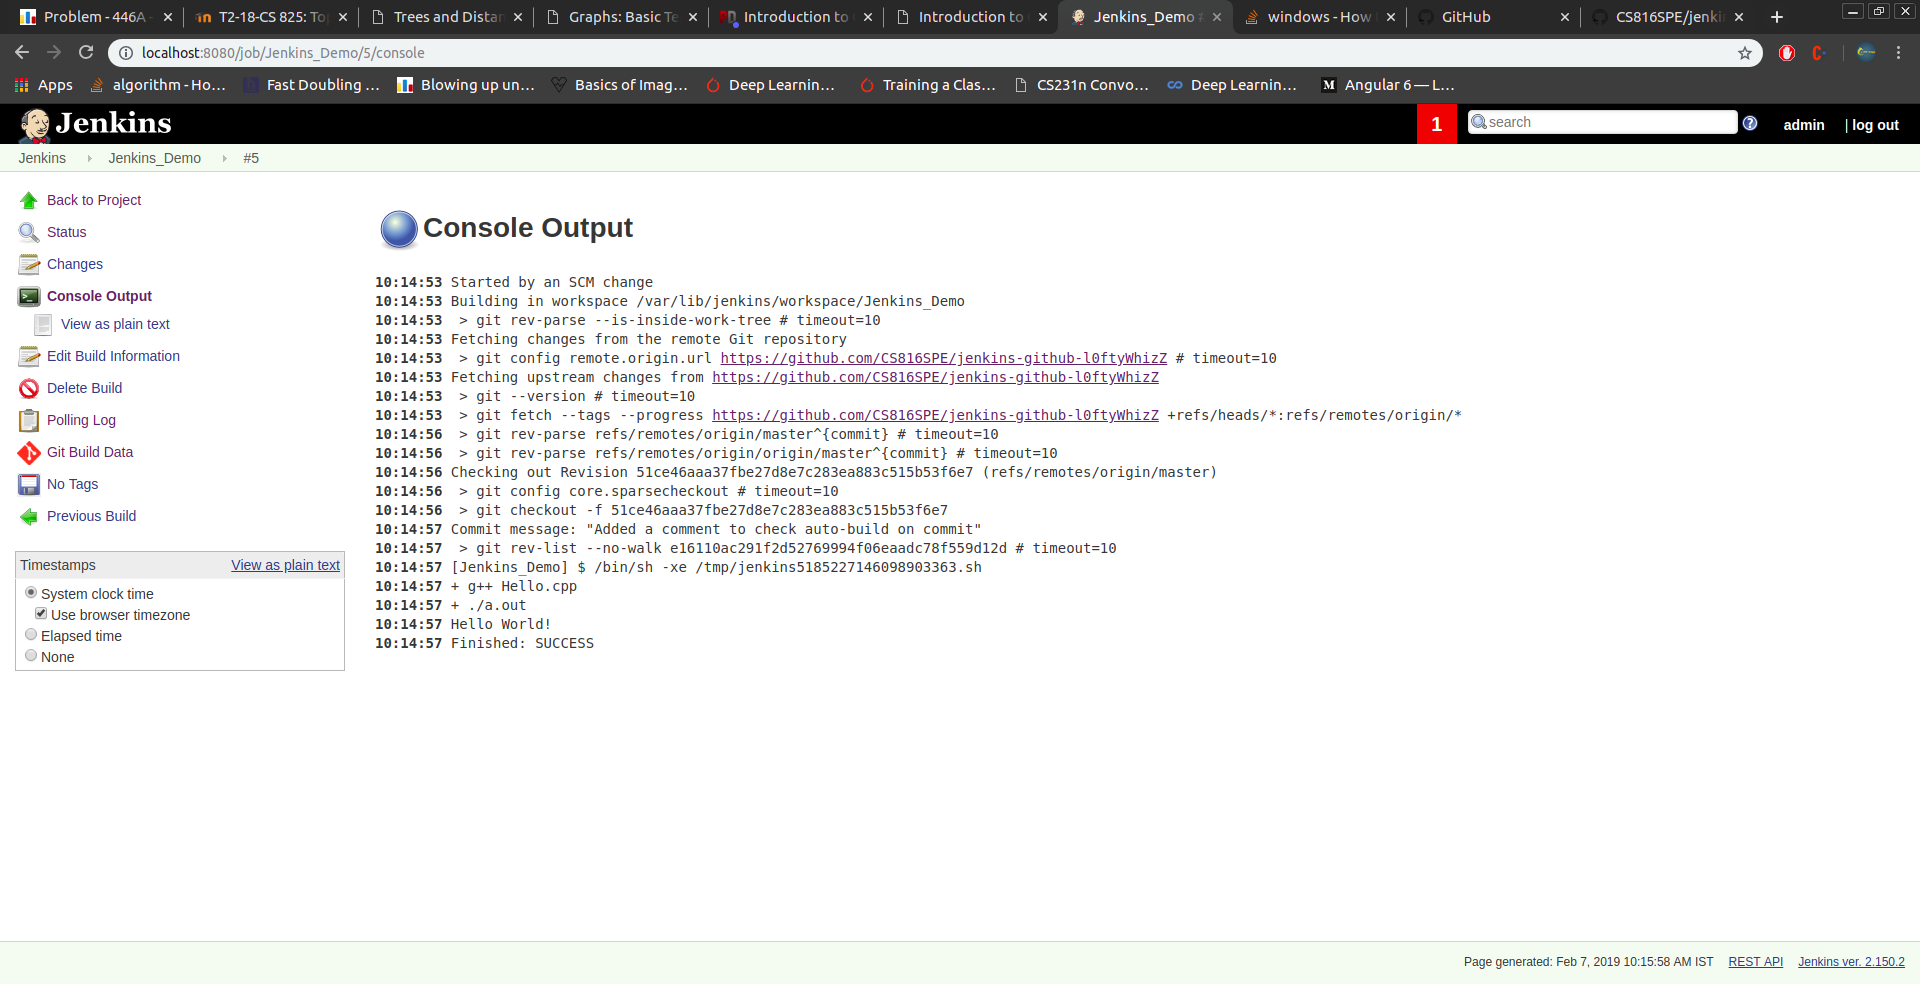 Problem - 446A
T2-18-CS 825: To
Trees and Distan
Graphs: Basic Te
Introduction to
Introduction to
Jenkins_Demo
windows - How
GitHub
CS816SPE/jenki
localhost:8080/job/Jenkins_Demo/5/console
Apps
algorithm - Ho...
Fast Doubling ...
Blowing up un...
Basics of Imag...
Deep Learnin...
Training a Clas...
CS231n Convo...
Deep Learnin...
Angular 6 — L...
Jenkins
1
search
admin
| log out
Jenkins
Jenkins_Demo
#5
Back to Project
Status
Changes
Console Output
View as plain text
Edit Build Information
Delete Build
Polling Log
Git Build Data
No Tags
Previous Build
Timestamps
View as plain text
System clock time
Use browser timezone
Elapsed time
None
Console Output
10:14:53 Started by an SCM change
10:14:53 Building in workspace /var/lib/jenkins/workspace/Jenkins_Demo
10:14:53  > git rev-parse --is-inside-work-tree # timeout=10
10:14:53 Fetching changes from the remote Git repository
10:14:53  > git config remote.origin.url https://github.com/CS816SPE/jenkins-github-l0ftyWhizZ # timeout=10
10:14:53 Fetching upstream changes from https://github.com/CS816SPE/jenkins-github-l0ftyWhizZ
10:14:53  > git --version # timeout=10
10:14:53  > git fetch --tags --progress https://github.com/CS816SPE/jenkins-github-l0ftyWhizZ +refs/heads/*:refs/remotes/origin/*
10:14:56  > git rev-parse refs/remotes/origin/master^{commit} # timeout=10
10:14:56  > git rev-parse refs/remotes/origin/origin/master^{commit} # timeout=10
10:14:56 Checking out Revision 51ce46aaa37fbe27d8e7c283ea883c515b53f6e7 (refs/remotes/origin/master)
10:14:56  > git config core.sparsecheckout # timeout=10
10:14:56  > git checkout -f 51ce46aaa37fbe27d8e7c283ea883c515b53f6e7
10:14:57 Commit message: "Added a comment to check auto-build on commit"
10:14:57  > git rev-list --no-walk e16110ac291f2d52769994f06eaadc78f559d12d # timeout=10
10:14:57 [Jenkins_Demo] $ /bin/sh -xe /tmp/jenkins5185227146098903363.sh
10:14:57 + g++ Hello.cpp
10:14:57 + ./a.out
10:14:57 Hello World!
10:14:57 Finished: SUCCESS
Page generated: Feb 7, 2019 10:15:58 AM IST
REST API
Jenkins ver. 2.150.2